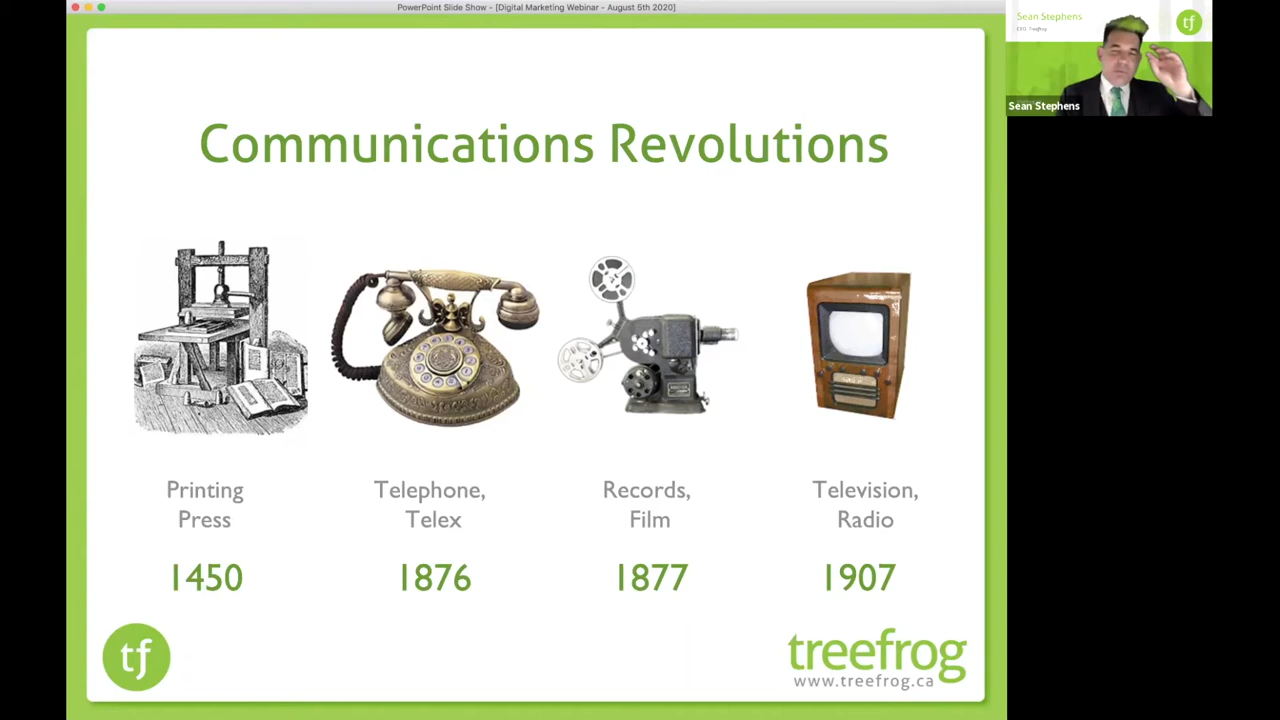 PowerPoint Slide Show - [Digital Marketing Webinar - August 5th 2020]
Sean Stephens
CEO, Treefrog
tf
Sean Stephens
Communications Revolutions
Printing
Press
1450
Telephone,
Telex
1876
Records,
Film
1877
Television,
Radio
1907
tf
treefrog
www.treefrog.ca